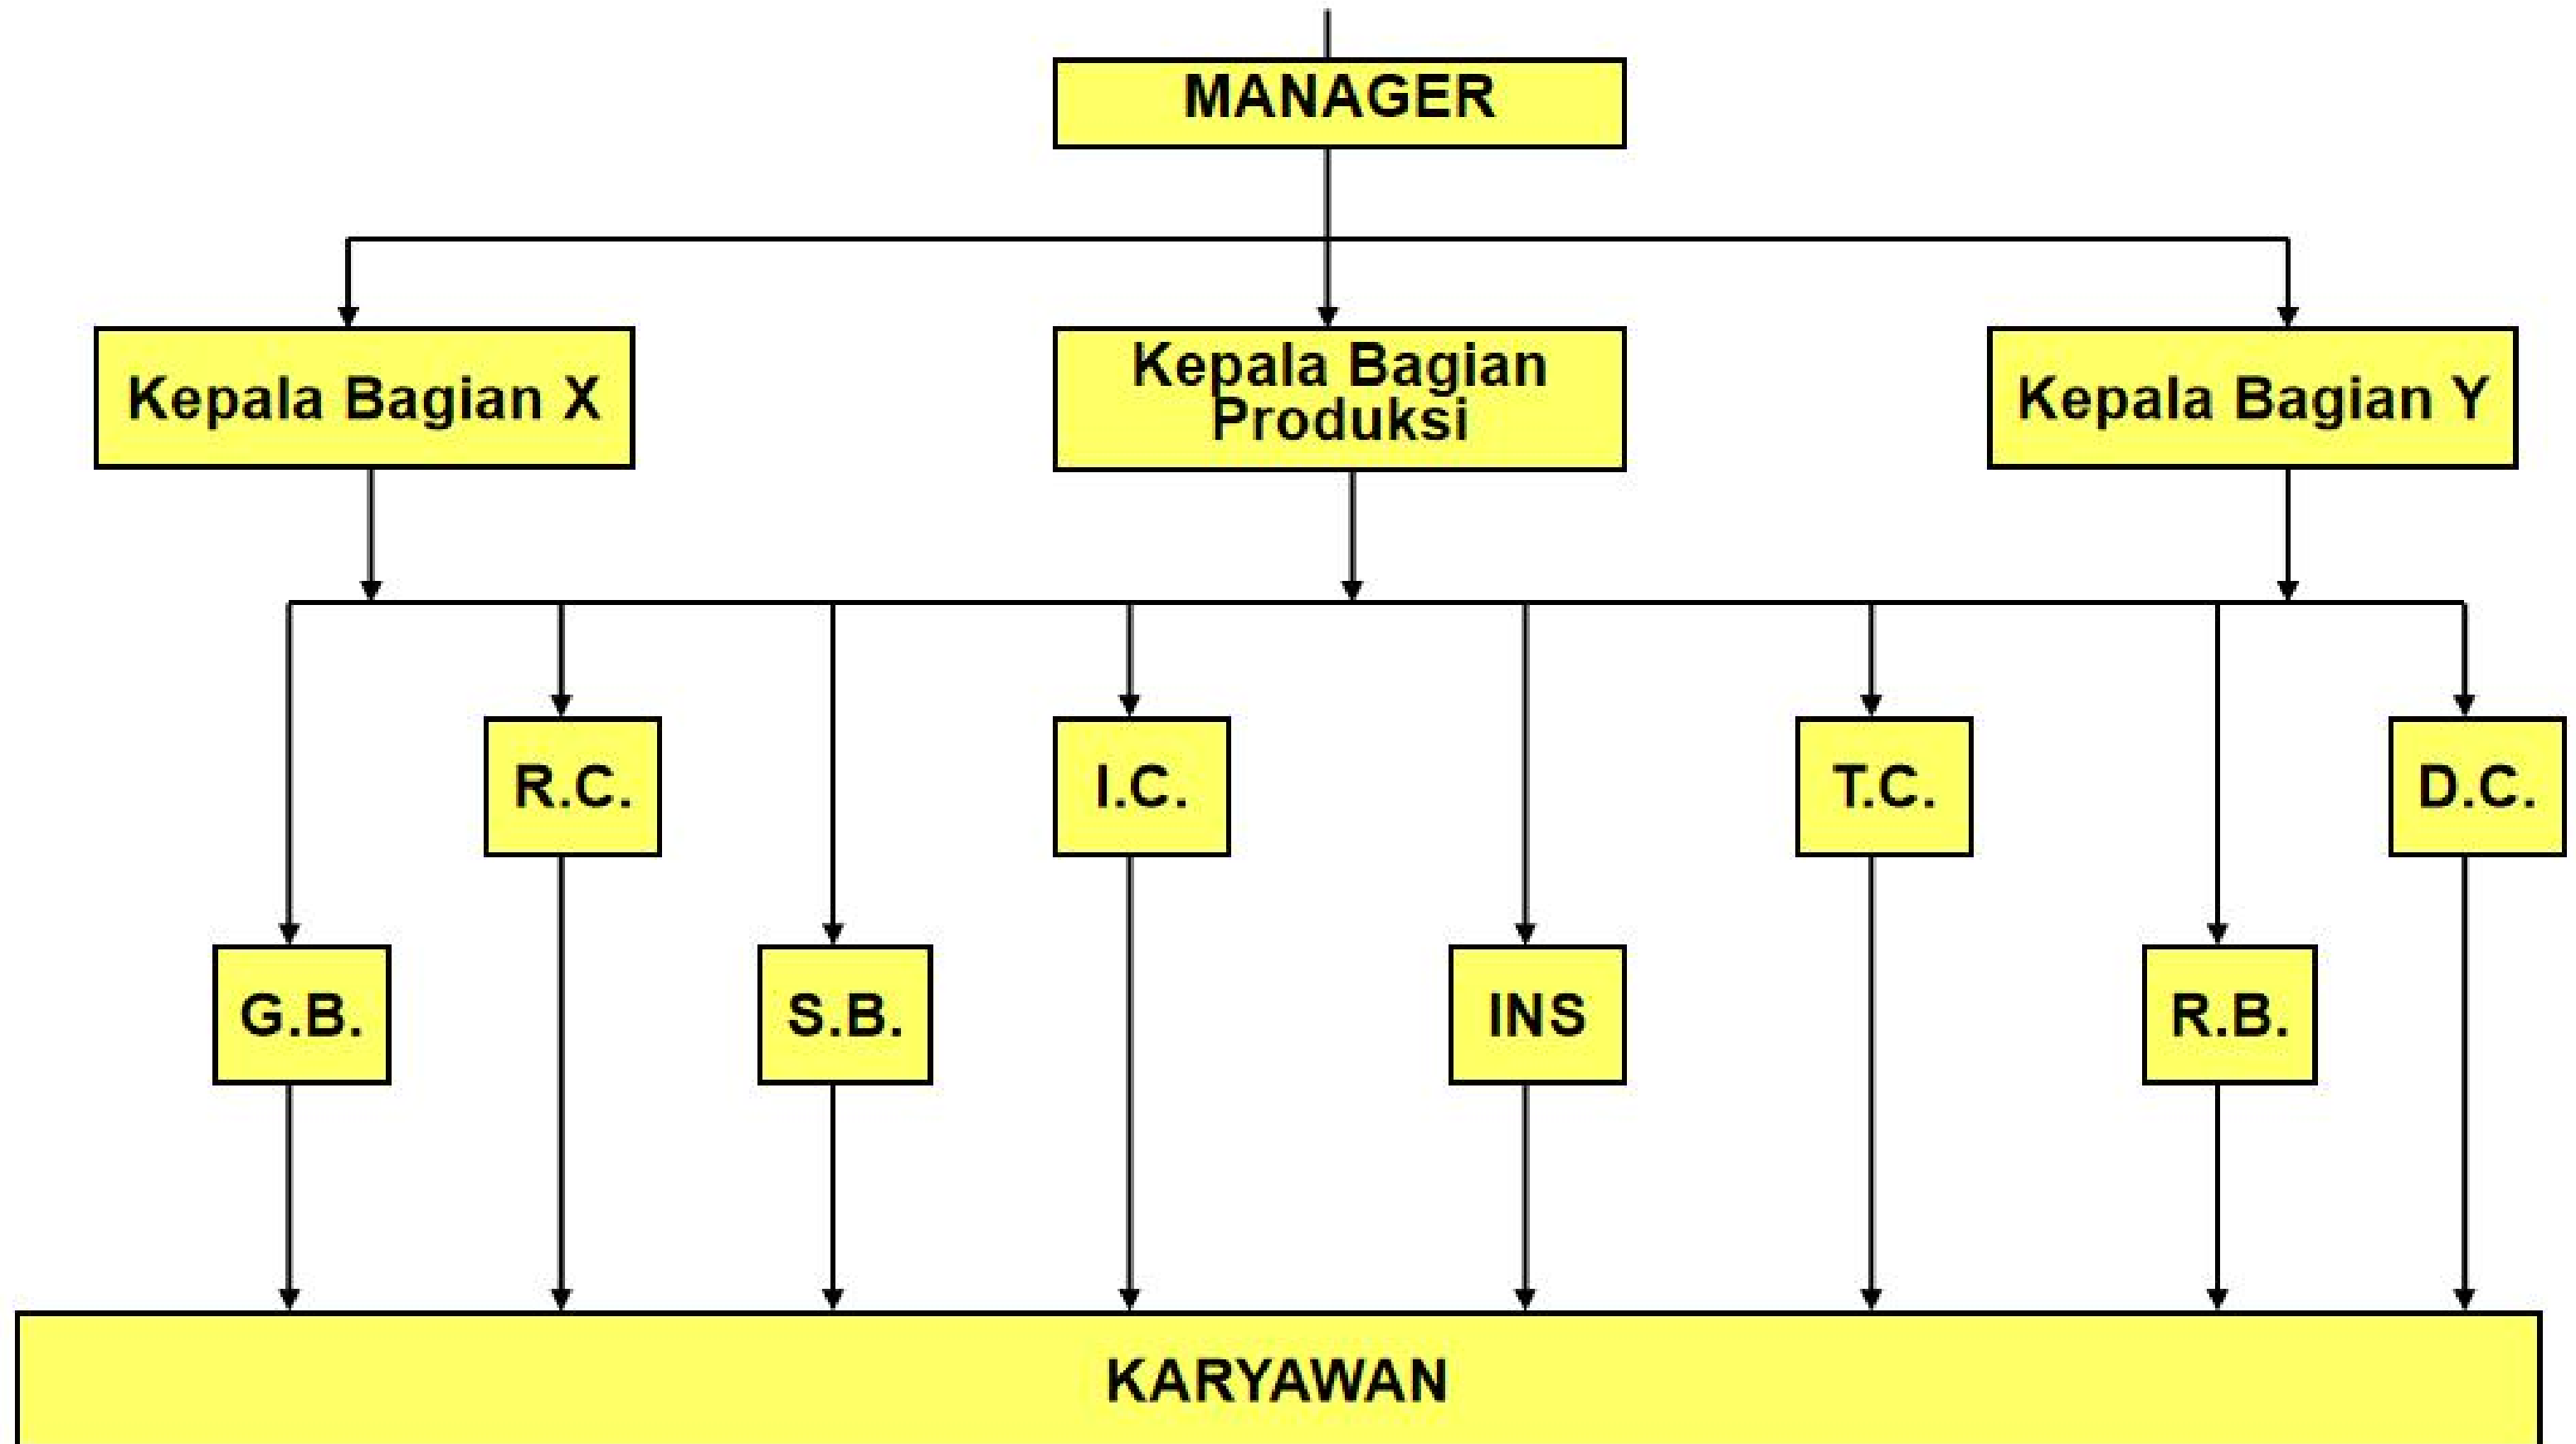 MANAGER
Kepala Bagian X
Kepala Bagian
Produksi
Kepala Bagian Y
R.C.
I.C.
T.C.
D.C.
G.B.
S.B.
INS
R.B.
KARYAWAN